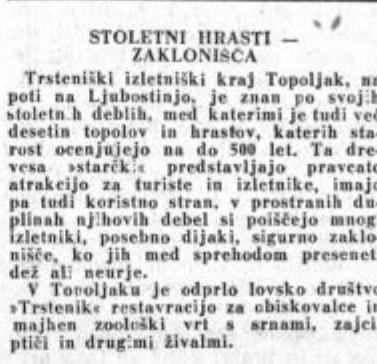 STOLETNI HRASTI —
ZAKLONIŠČA
Trsteniški izletniški kraj Topoljak, na
poti na Ljubostinjo, je znan po svojih
stoletnih deblih, med katerimi je tudi več
desetin topolov in hrastov, katerih sta-
rost ocenjujejo na do 500 let. Ta dre-
vesa »starčki« predstavljajo pravcato
atrakcijo za turiste in izletnike, imajo
pa tudi koristno stran, v prostranih du-
plinah njihovih debel si poiščejo mnogi
izletniki, posebno dijaki, sigurno zaklo-
nišče, ko jih med sprehodom preseneti
dež ali neurje.
V Topoljaku je odprlo lovsko društvo
»Trstenik« restavracijo za obiskovalce in
majhen zoološki vrt s srnami, zajci,
ptiči in drugimi živalmi.